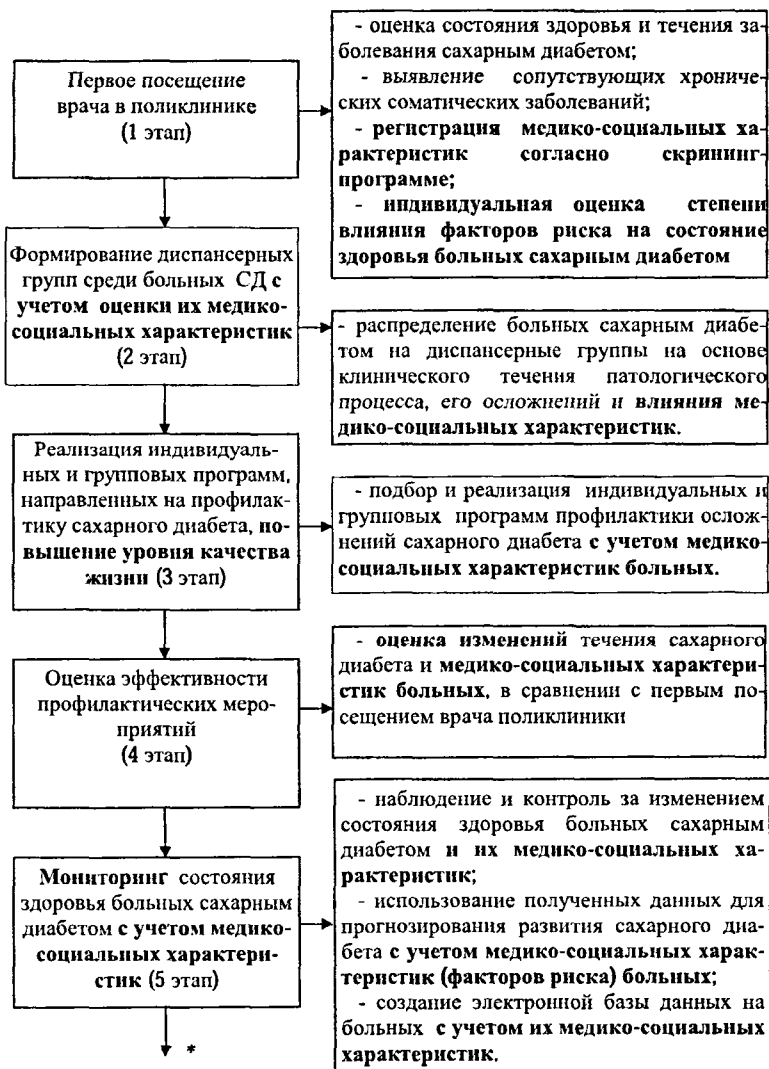 Первое посещение
врача в поликлинике
(1 этап)
- оценка состояния здоровья и течения за-
болевания сахарным диабетом;
- выявление сопутствующих хрониче-
ских соматических заболеваний;
- регистрация медико-социальных ха-
рактеристик согласно скрининг-
программе;
- индивидуальная оценка степени
влияния факторов риска на состояние
здоровья больных сахарным диабетом
Формирование диспансерных
групп среди больных СД с
учетом оценки их медико-
социальных характеристик
(2 этап)
- распределение больных сахарным диабе-
том на диспансерные группы на основе
клинического течения патологического
процесса, его осложнений и влияния ме-
дико-социальных характеристик.
Реализация индивидуаль-
ных и групповых программ,
направленных на профилак-
тику сахарного диабета, по-
вышение уровня качества
жизни (3 этап)
- подбор и реализация индивидуальных и
групповых программ профилактики ослож-
нений сахарного диабета с учетом медико-
социальных характеристик больных.
Оценка эффективности
профилактических меро-
приятий
(4 этап)
- оценка изменений течения сахарного
диабета и медико-социальных характери-
стик больных, в сравнении с первым по-
сещением врача поликлиники
Мониторинг состояния
здоровья больных сахарным
диабетом с учетом медико-
социальных характери-
стик (5 этап)
- наблюдение и контроль за изменением
состояния здоровья больных сахарным
диабетом и их медико-социальных ха-
рактеристик;
- использование полученных данных для
прогнозирования развития сахарного диа-
бета с учетом медико-социальных харак-
теристик (факторов риска) больных;
- создание электронной базы данных на
больных с учетом их медико-социальных
характеристик.
*